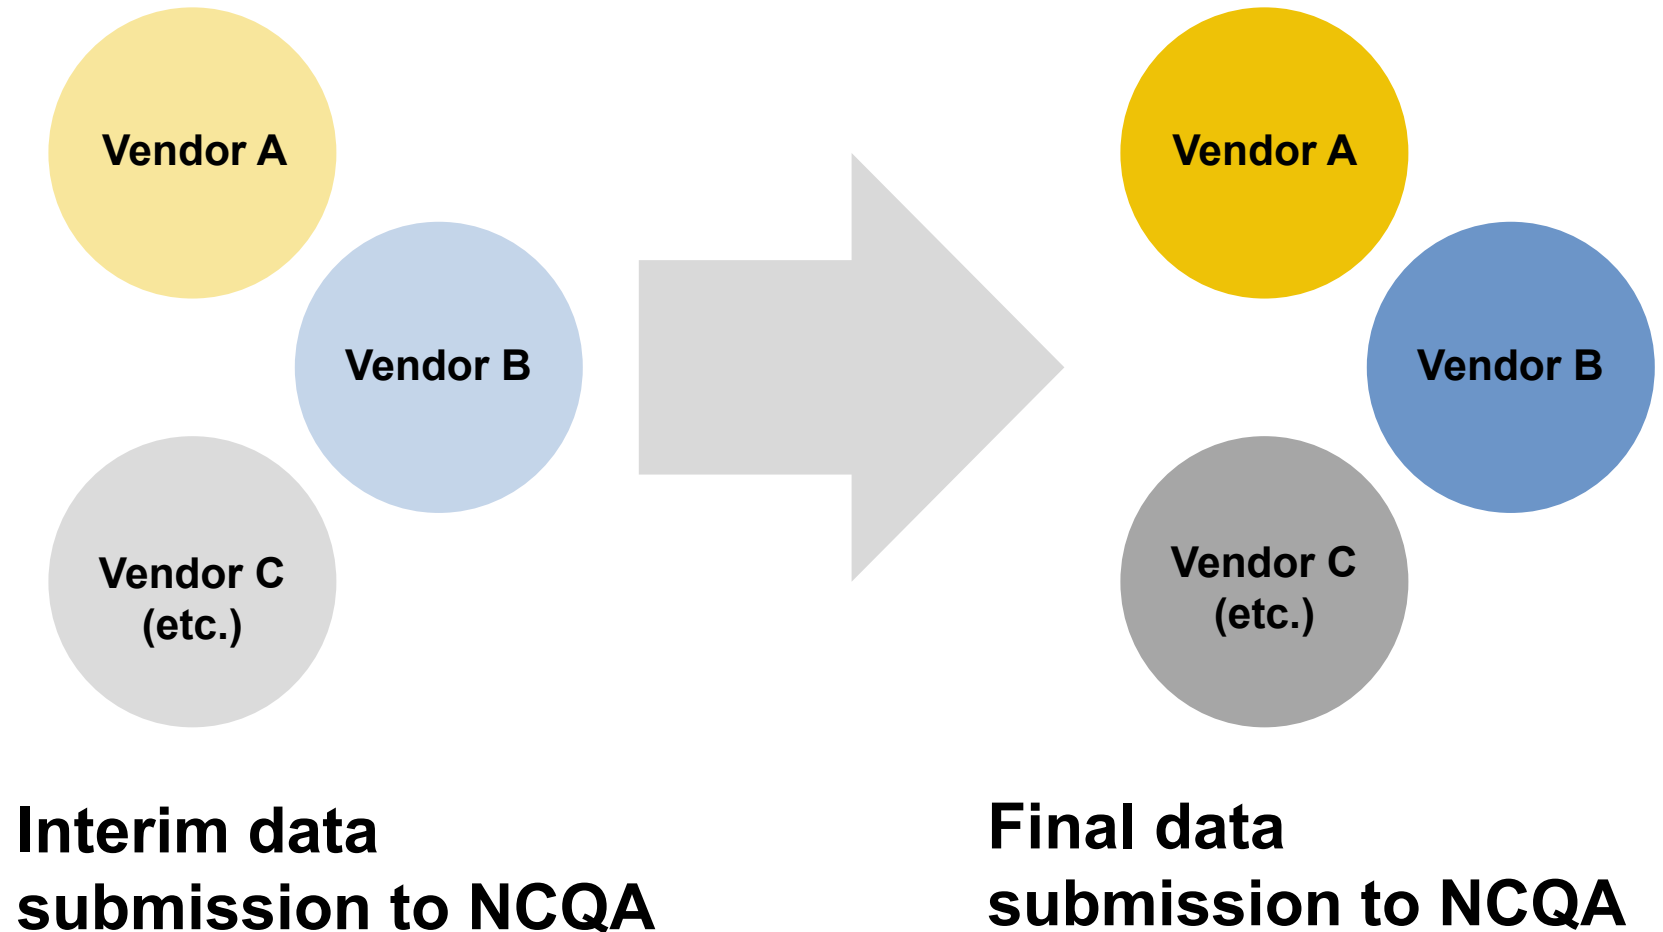 Vendor A
Vendor B
Vendor C
(etc.)
Interim data
submission to NCQA
Vendor A
Vendor B
Vendor C
(etc.)
Final data
submission to NCQA